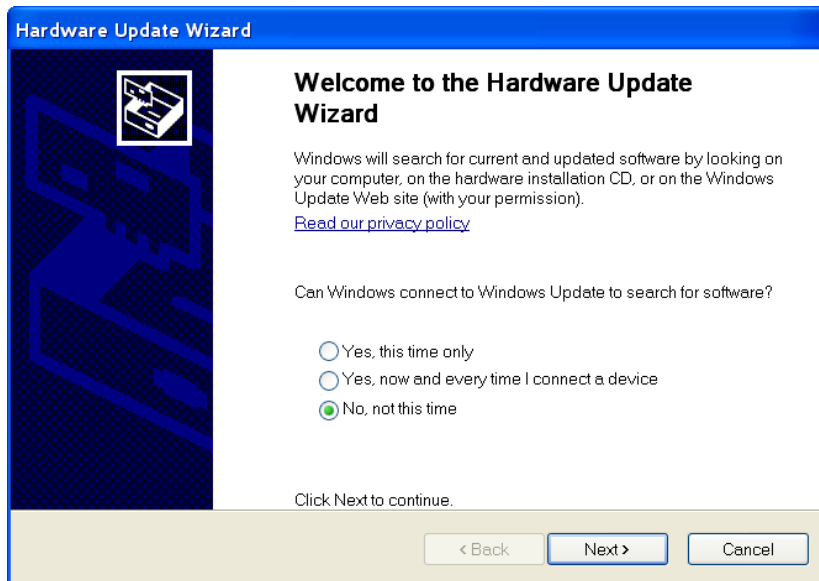 Hardware Update Wizard
Welcome to the Hardware Update
Wizard
Windows will search for current and updated software by looking on
your computer, on the hardware installation CD, or on the Windows
Update Web site (with your permission).
Read our privacy policy
Can Windows connect to Windows Update to search for software?
Yes, this time only
Yes, now and every time I connect a device
No, not this time
Click Next to continue.
< Back
Next >
Cancel